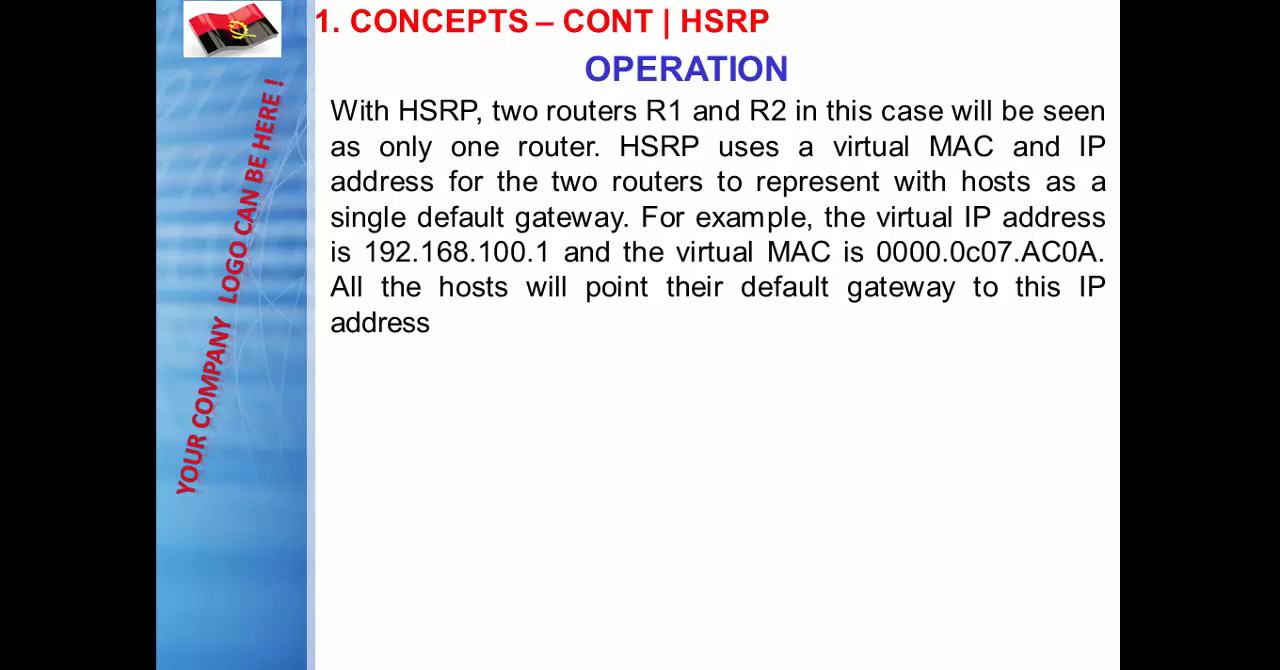 1. CONCEPTS – CONT | HSRP
OPERATION
With HSRP, two routers R1 and R2 in this case will be seen
as only one router. HSRP uses a virtual MAC and IP
address for the two routers to represent with hosts as a
single default gateway. For example, the virtual IP address
is 192.168.100.1 and the virtual MAC is 0000.0c07.AC0A.
All the hosts will point their default gateway to this IP
address
YOUR COMPANY LOGO CAN BE HERE !